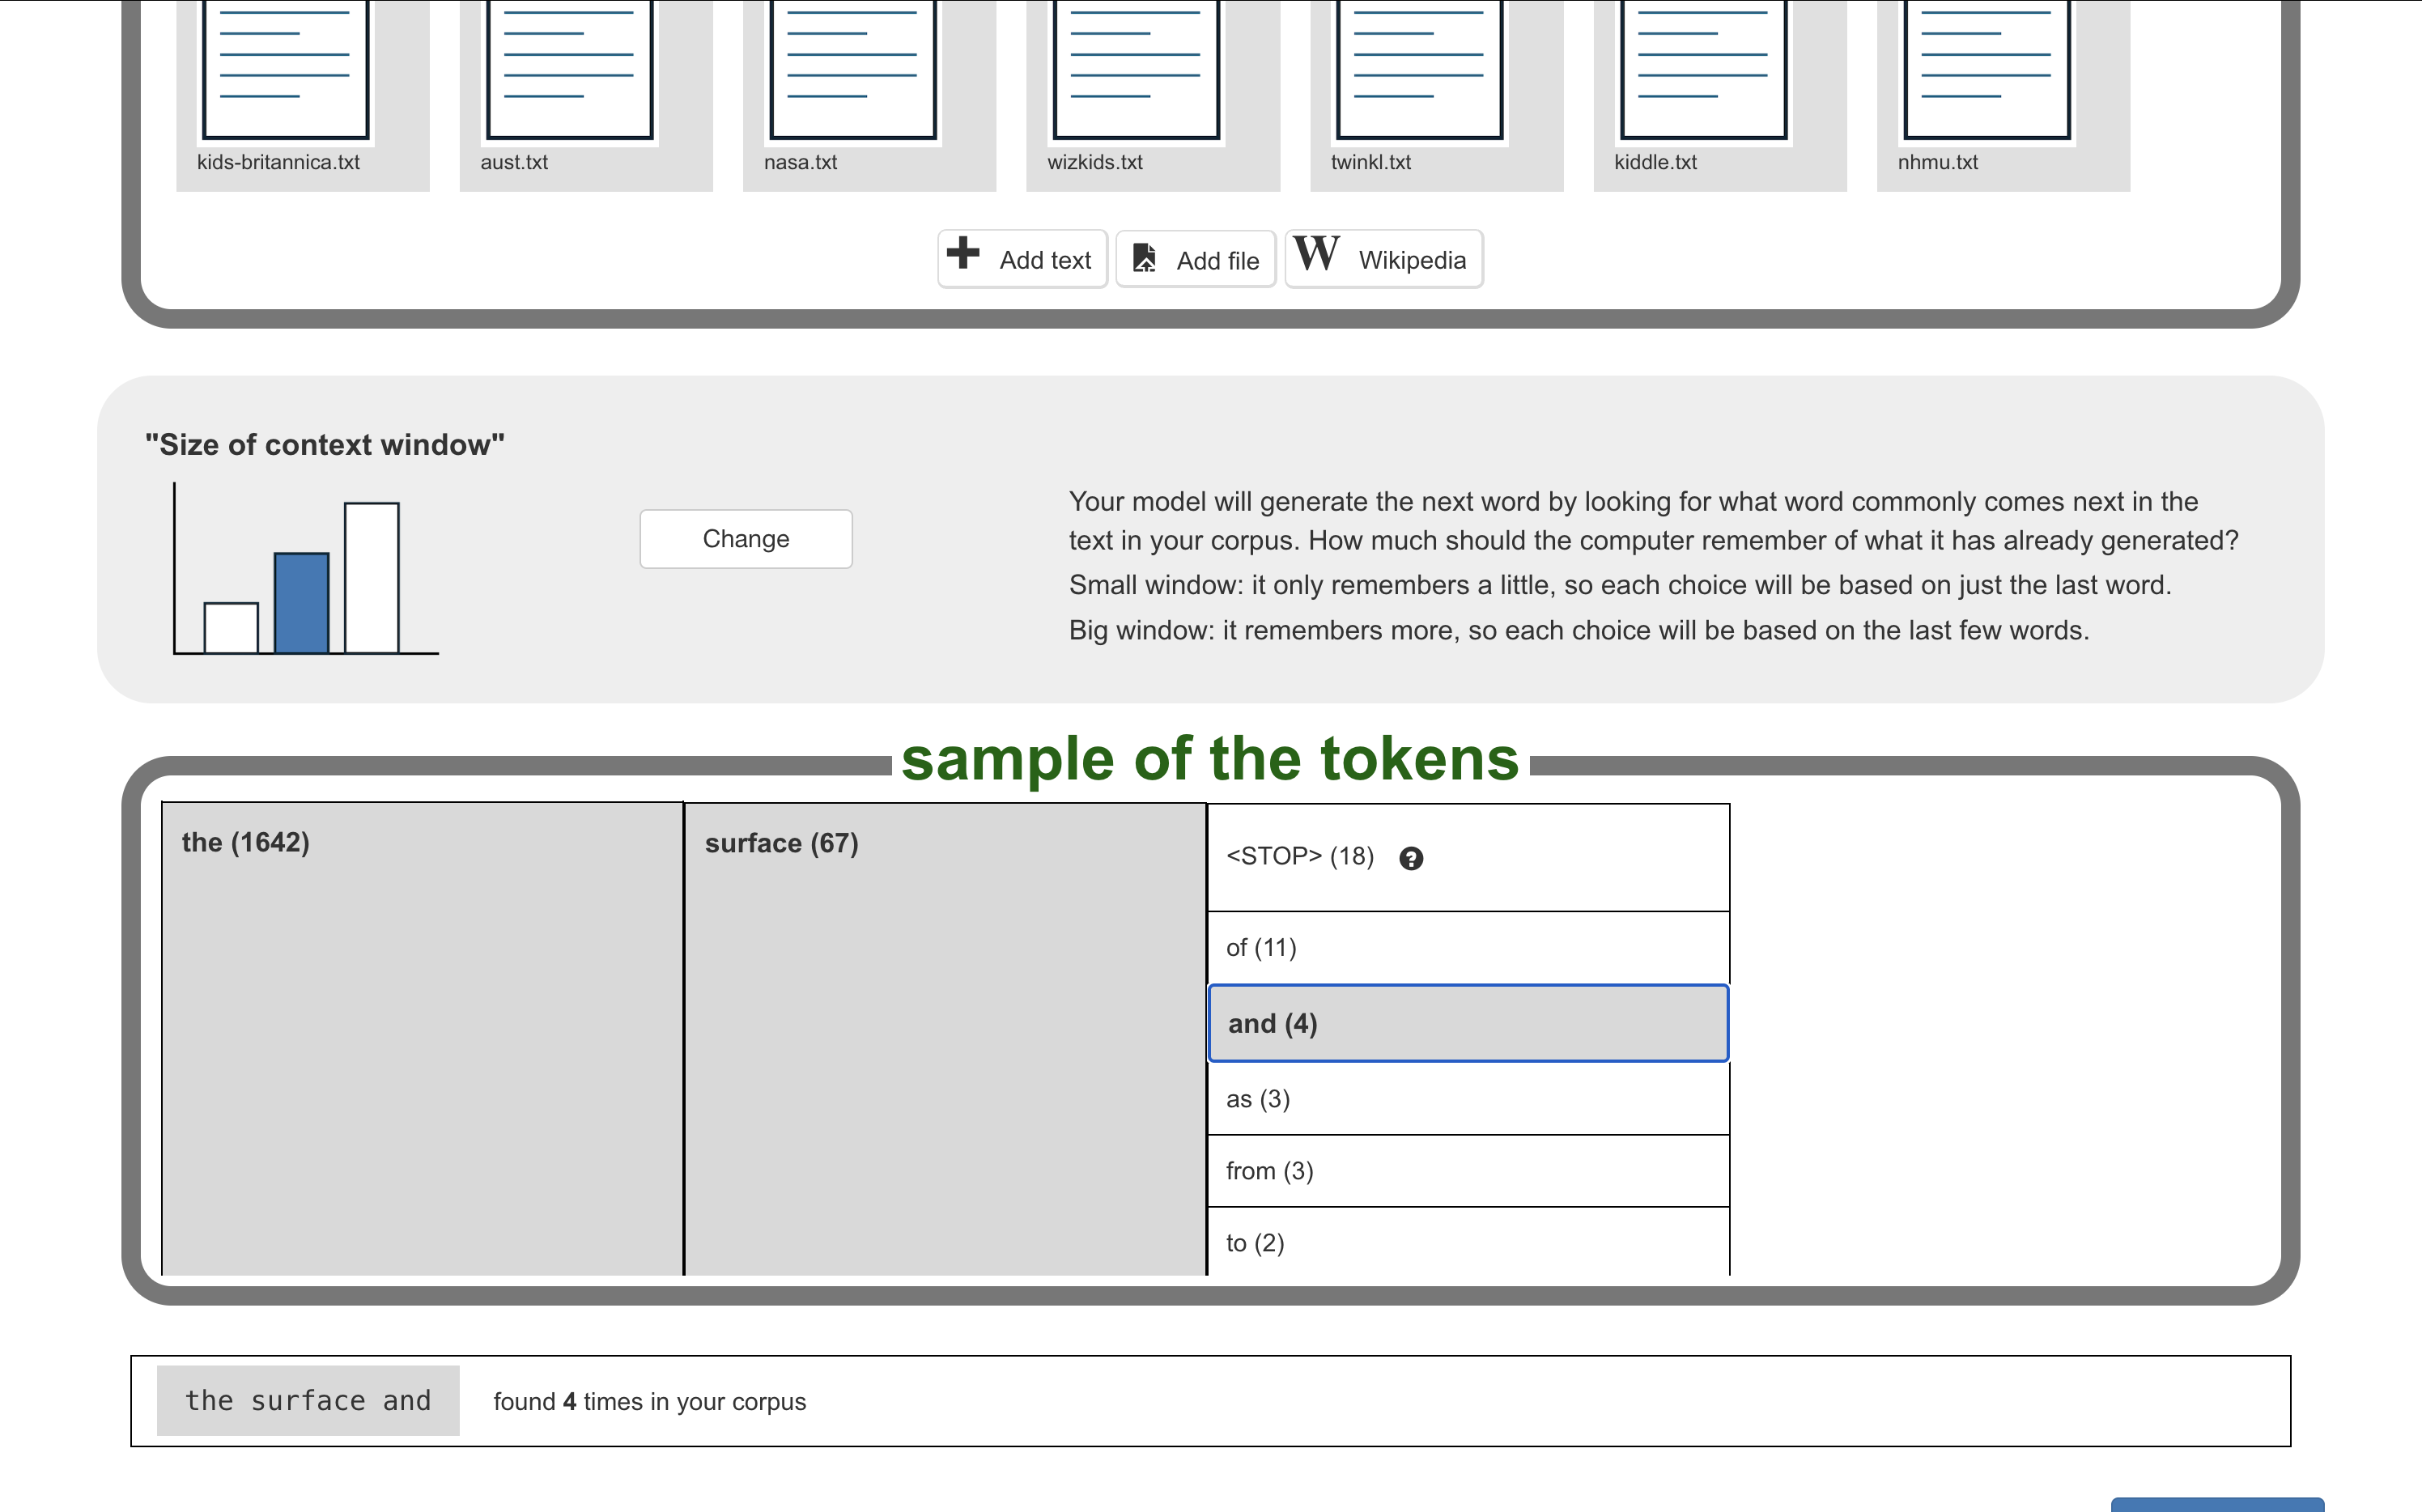 kids-britannica.txt
aust.txt
nasa.txt
wizkids.txt
twinkl.txt
kiddle.txt
nhmu.txt
Add text
Add file
W Wikipedia
"Size of context window"
Change
Your model will generate the next word by looking for what word commonly comes next in the
text in your corpus. How much should the computer remember of what it has already generated?
Small window: it only remembers a little, so each choice will be based on just the last word.
Big window: it remembers more, so each choice will be based on the last few words.
sample of the tokens
the (1642)
surface (67)
<STOP> (18) ?
of (11)
and (4)
as (3)
from (3)
to (2)
the surface and
found 4 times in your corpus